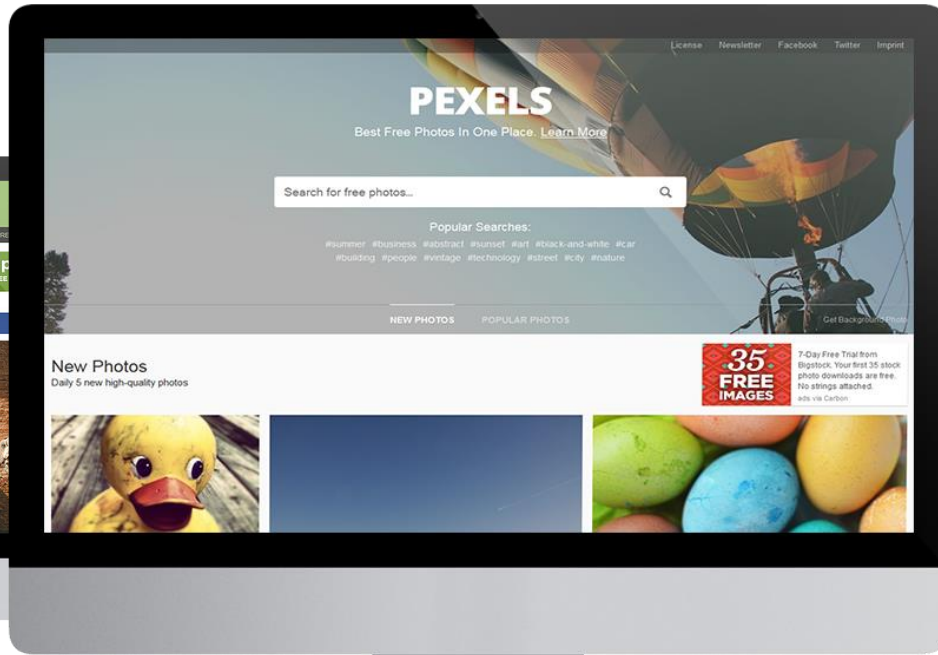 License Newsletter Facebook Twitter Imprint
PEXELS
Best Free Photos In One Place. Learn More
Search for free photos...
Popular Searches:
#summer #business #abstract #sunset #art #black-and-white #car
#building #people #vintage #technology #street #city #nature
NEW PHOTOS POPULAR PHOTOS Get Background Photo
New Photos
Daily 5 new high-quality photos
35
FREE
IMAGES
7-Day Free Trial from
Bigstock. Your first 35 stock
photo downloads are free.
No strings attached.
ads via Carbon